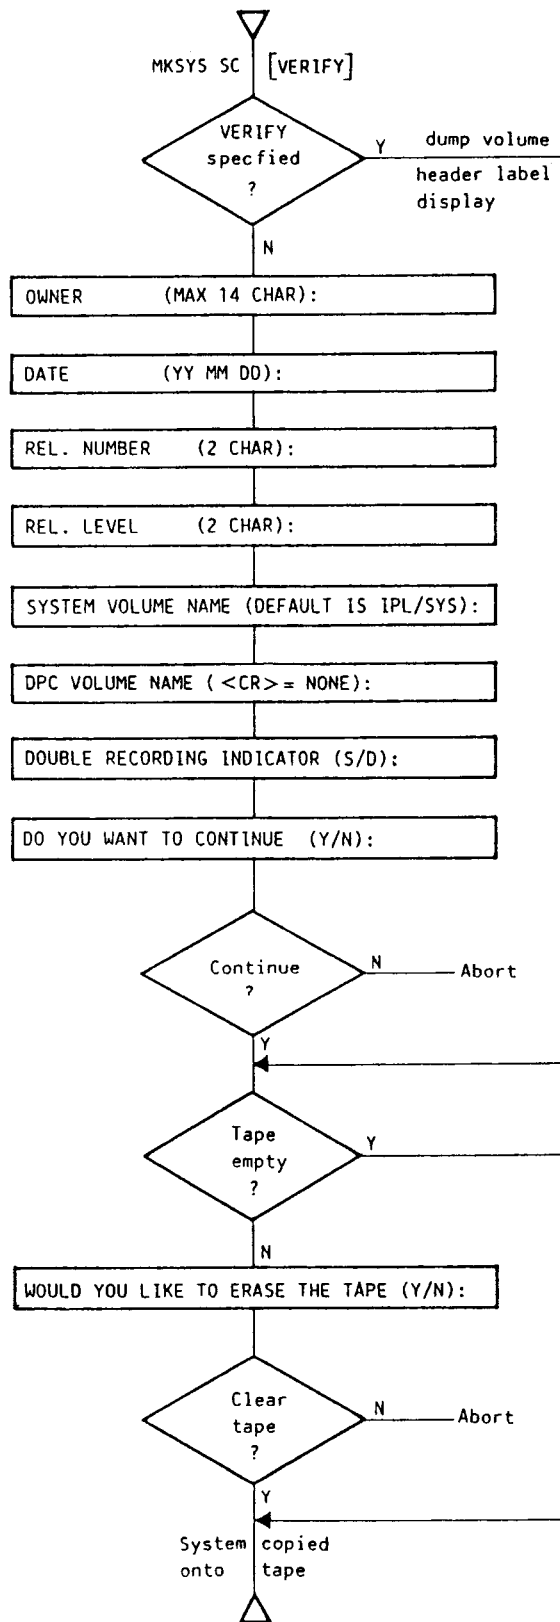 MKSYS SC [VERIFY]
VERIFY
specfied
?
Y
dump volume
header label
display
N
OWNER (MAX 14 CHAR):
DATE (YY MM DD):
REL. NUMBER (2 CHAR):
REL. LEVEL (2 CHAR):
SYSTEM VOLUME NAME (DEFAULT IS IPL/SYS):
DPC VOLUME NAME ( <CR> = NONE):
DOUBLE RECORDING INDICATOR (S/D):
DO YOU WANT TO CONTINUE (Y/N):
Continue
?
N
Abort
Y
Tape
empty
?
Y
N
WOULD YOU LIKE TO ERASE THE TAPE (Y/N):
Clear
tape
?
N
Abort
Y
System copied
onto tape